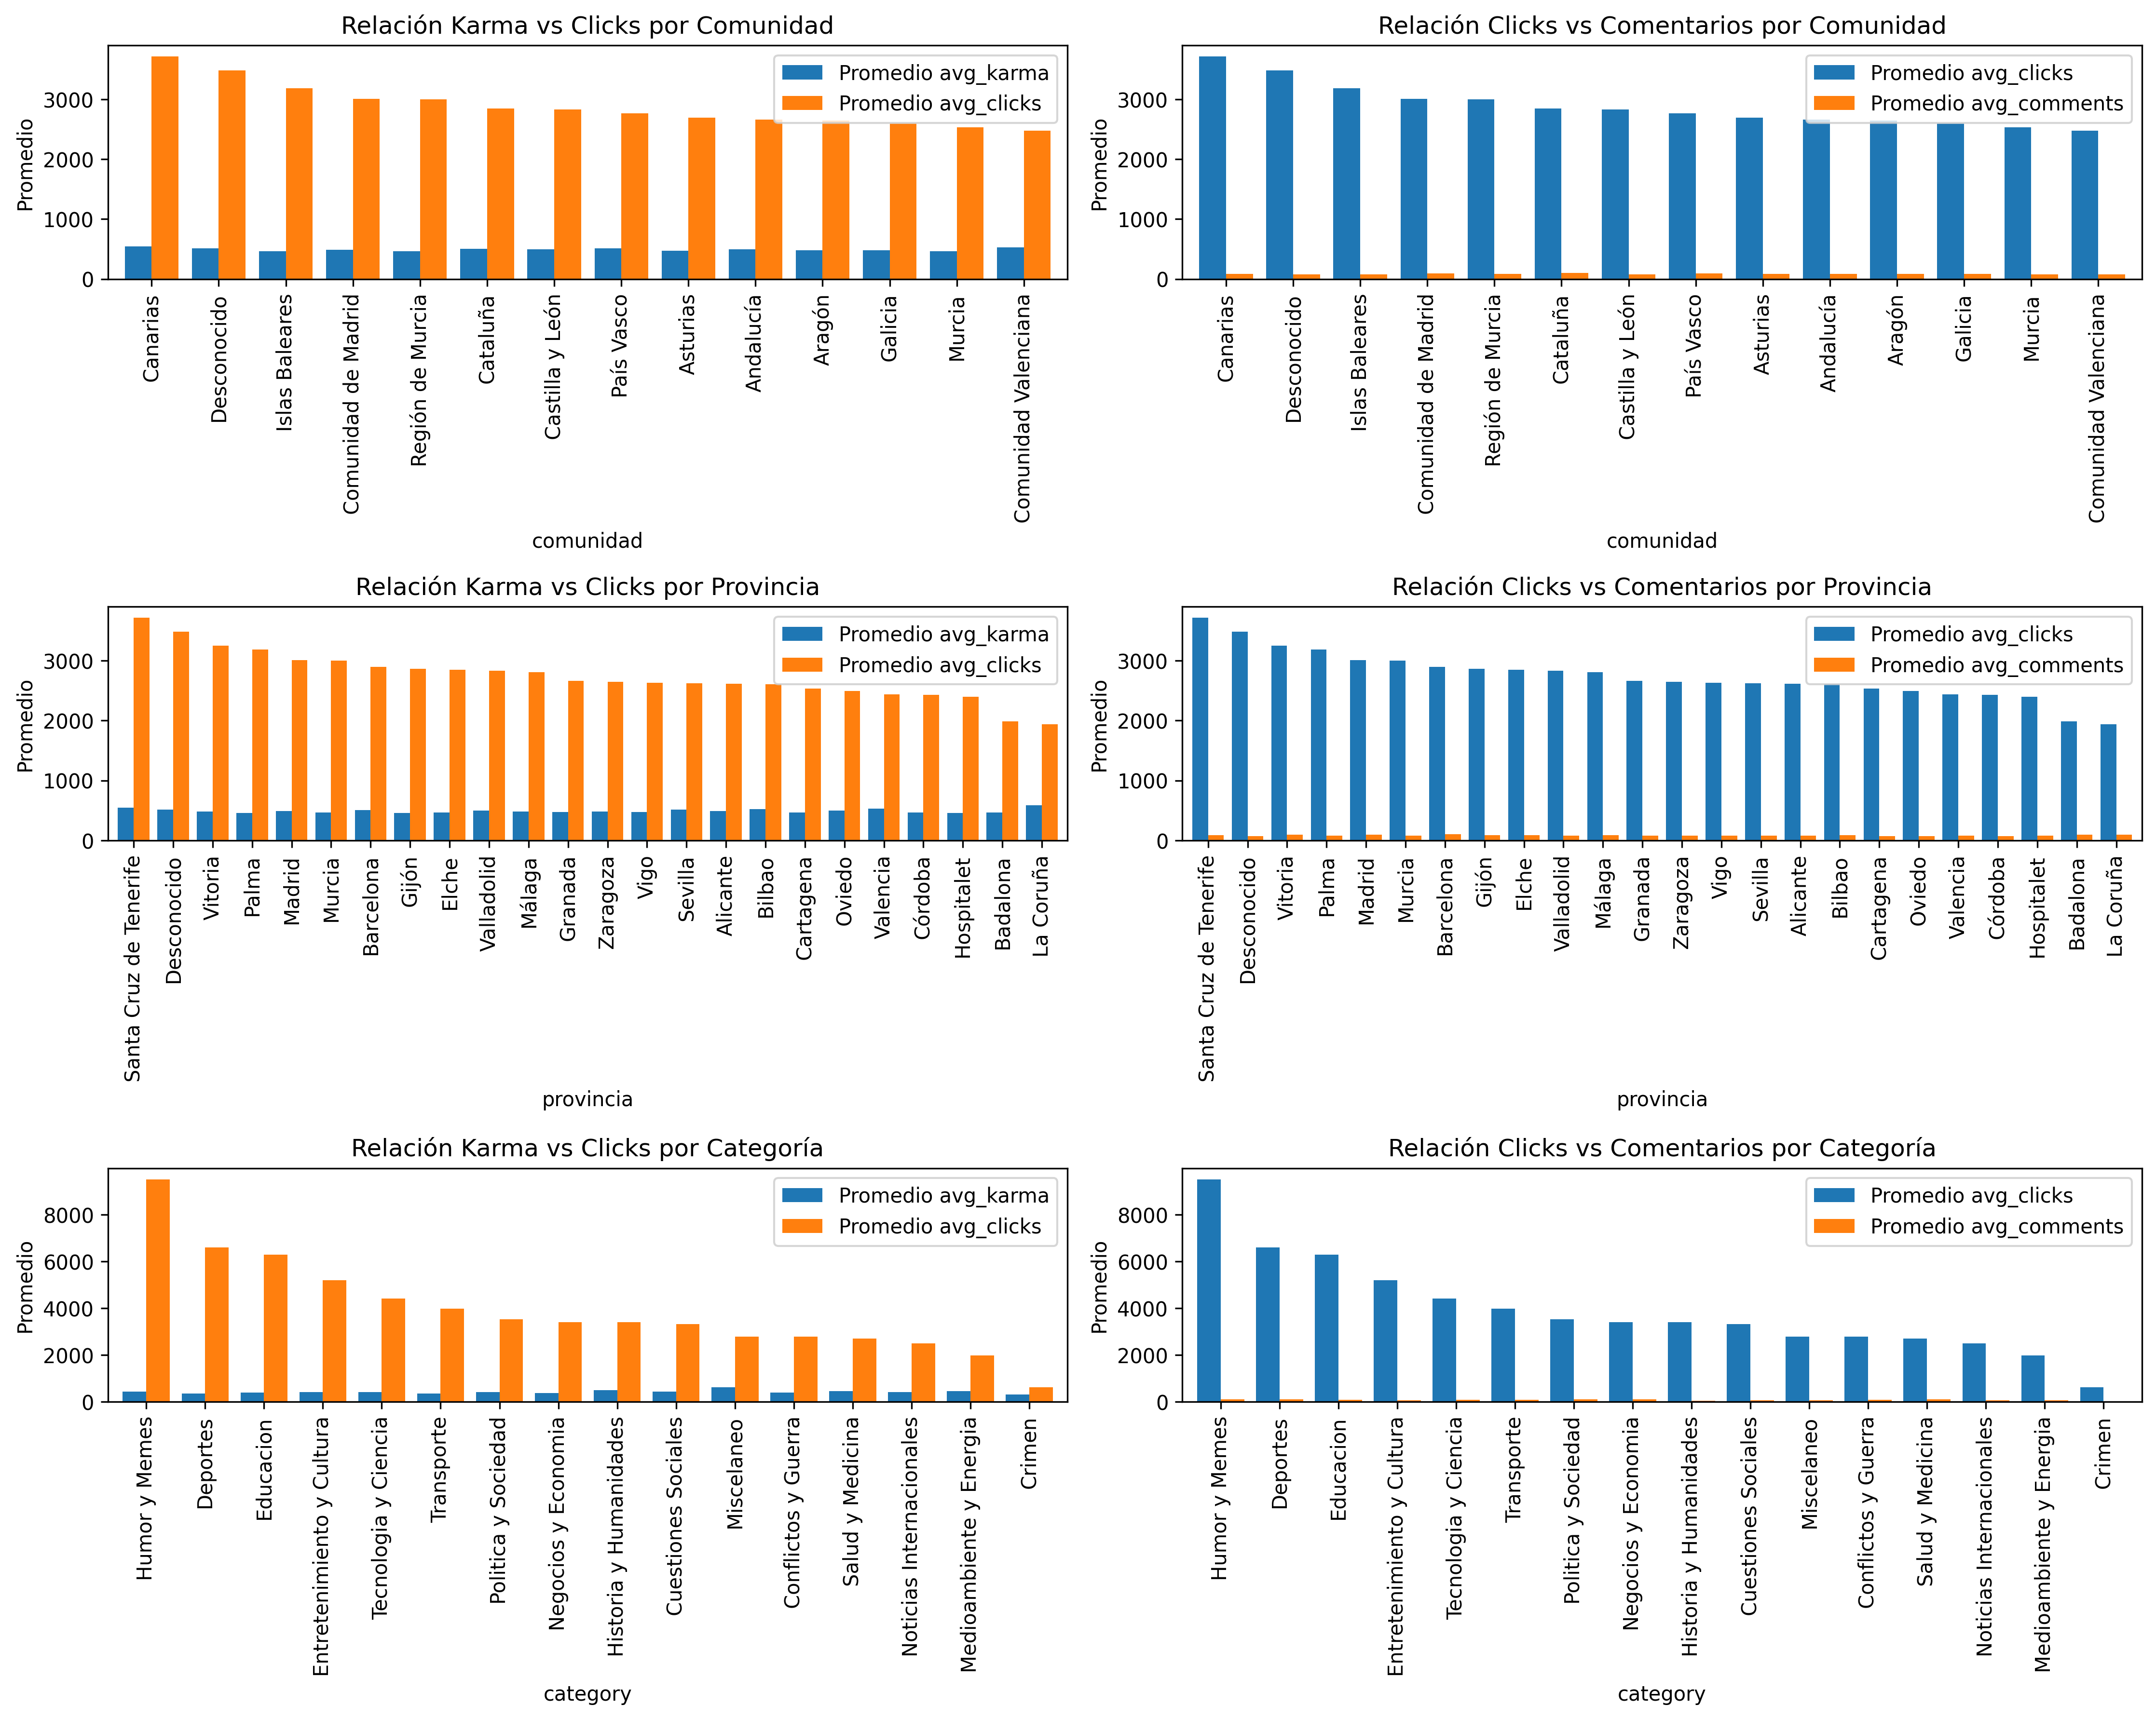 Relación Karma vs Clicks por Comunidad
Promedio avg_karma
Promedio avg_clicks
Promedio
3000
2000
1000
0
Canarias
Desconocido
Islas Baleares
Comunidad de Madrid
Región de Murcia
Cataluña
Castilla y León
País Vasco
Asturias
Andalucía
Aragón
Galicia
Murcia
Comunidad Valenciana
comunidad
Relación Clicks vs Comentarios por Comunidad
Promedio avg_clicks
Promedio avg_comments
Promedio
3000
2000
1000
0
Canarias
Desconocido
Islas Baleares
Comunidad de Madrid
Región de Murcia
Cataluña
Castilla y León
País Vasco
Asturias
Andalucía
Aragón
Galicia
Murcia
Comunidad Valenciana
comunidad
Relación Karma vs Clicks por Provincia
Promedio avg_karma
Promedio avg_clicks
Promedio
3000
2000
1000
0
Santa Cruz de Tenerife
Desconocido
Vitoria
Palma
Madrid
Murcia
Barcelona
Gijón
Elche
Valladolid
Málaga
Granada
Zaragoza
Vigo
Sevilla
Alicante
Bilbao
Cartagena
Oviedo
Valencia
Córdoba
Hospitalet
Badalona
La Coruña
provincia
Relación Clicks vs Comentarios por Provincia
Promedio avg_clicks
Promedio avg_comments
Promedio
3000
2000
1000
0
Santa Cruz de Tenerife
Desconocido
Vitoria
Palma
Madrid
Murcia
Barcelona
Gijón
Elche
Valladolid
Málaga
Granada
Zaragoza
Vigo
Sevilla
Alicante
Bilbao
Cartagena
Oviedo
Valencia
Córdoba
Hospitalet
Badalona
La Coruña
provincia
Relación Karma vs Clicks por Categoría
Promedio avg_karma
Promedio avg_clicks
Promedio
8000
6000
4000
2000
0
Humor y Memes
Deportes
Educacion
Entretenimiento y Cultura
Tecnologia y Ciencia
Transporte
Politica y Sociedad
Negocios y Economia
Historia y Humanidades
Cuestiones Sociales
Miscelaneo
Conflictos y Guerra
Salud y Medicina
Noticias Internacionales
Medioambiente y Energia
Crimen
category
Relación Clicks vs Comentarios por Categoría
Promedio avg_clicks
Promedio avg_comments
Promedio
8000
6000
4000
2000
0
Humor y Memes
Deportes
Educacion
Entretenimiento y Cultura
Tecnologia y Ciencia
Transporte
Politica y Sociedad
Negocios y Economia
Historia y Humanidades
Cuestiones Sociales
Miscelaneo
Conflictos y Guerra
Salud y Medicina
Noticias Internacionales
Medioambiente y Energia
Crimen
category